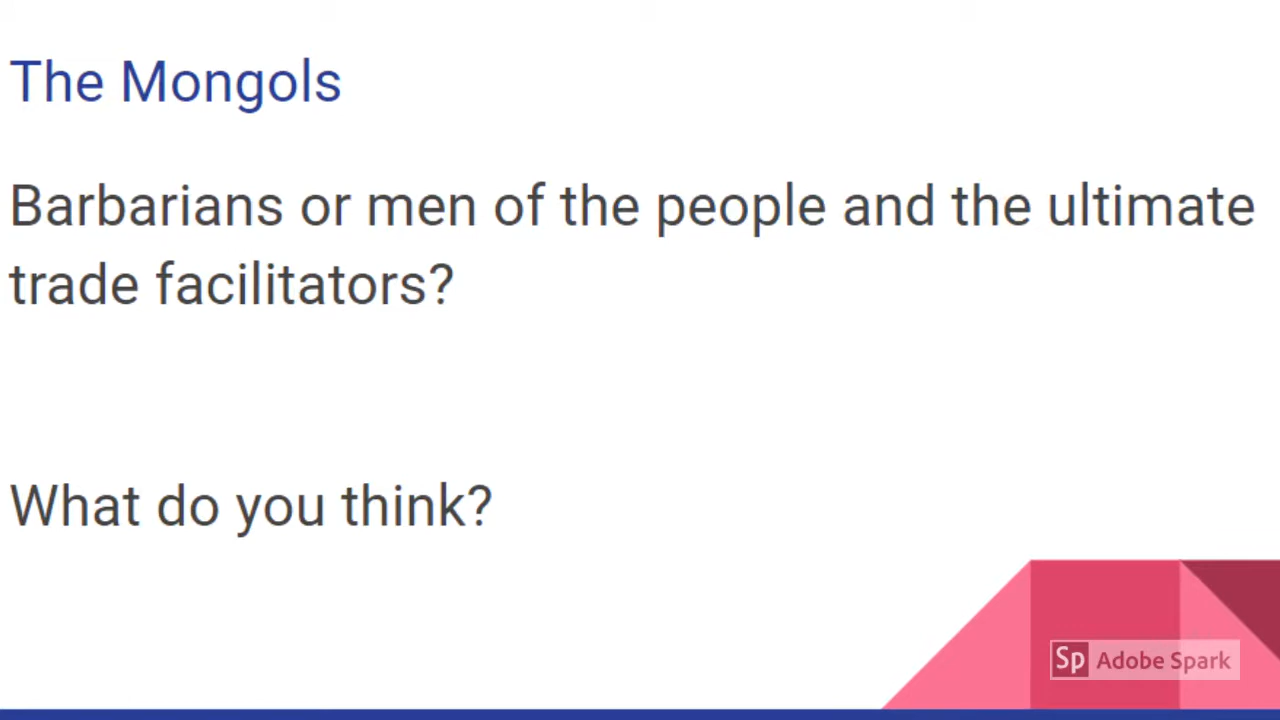 The Mongols
Barbarians or men of the people and the ultimate
trade facilitators?
What do you think?
Sp Adobe Spark